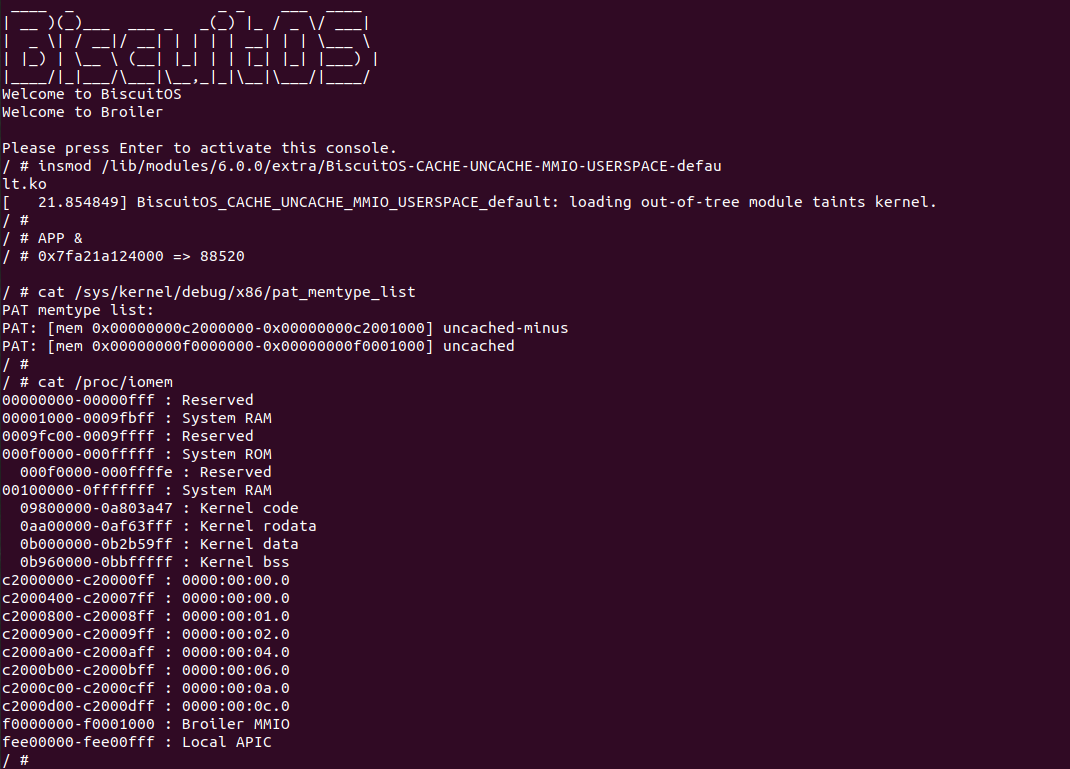 ____  _                _ _    ___  ____
| __ )(_)___  ___ _   _(_) |_ / _ \/ ___|
|  _ \| / __|/ __| | | | | __| | | \___ \
| |_) | \__ \ (__| |_| | | |_| |_| |___) |
|____/|_|___/\___|\__,_|_|\__|\___/|____/
Welcome to BiscuitOS
Welcome to Broiler
Please press Enter to activate this console.
/ # insmod /lib/modules/6.0.0/extra/BiscuitOS-CACHE-UNCACHE-MMIO-USERSPACE-defau
lt.ko
[   21.854849] BiscuitOS_CACHE_UNCACHE_MMIO_USERSPACE_default: loading out-of-tree module taints kernel.
/ #
/ # APP &
/ # 0x7fa21a124000 => 88520
/ # cat /sys/kernel/debug/x86/pat_memtype_list
PAT memtype list:
PAT: [mem 0x00000000c2000000-0x00000000c2001000] uncached-minus
PAT: [mem 0x00000000f0000000-0x00000000f0001000] uncached
/ #
/ # cat /proc/iomem
00000000-00000fff : Reserved
00001000-0009fbff : System RAM
0009fc00-0009ffff : Reserved
000f0000-000fffff : System ROM
  000f0000-000ffffe : Reserved
00100000-0fffffff : System RAM
  09800000-0a803a47 : Kernel code
  0aa00000-0af63fff : Kernel rodata
  0b000000-0b2b59ff : Kernel data
  0b960000-0bbfffff : Kernel bss
c2000000-c20000ff : 0000:00:00.0
c2000400-c20007ff : 0000:00:00.0
c2000800-c20008ff : 0000:00:01.0
c2000900-c20009ff : 0000:00:02.0
c2000a00-c2000aff : 0000:00:04.0
c2000b00-c2000bff : 0000:00:06.0
c2000c00-c2000cff : 0000:00:0a.0
c2000d00-c2000dff : 0000:00:0c.0
f0000000-f0001000 : Broiler MMIO
fee00000-fee00fff : Local APIC
/ #